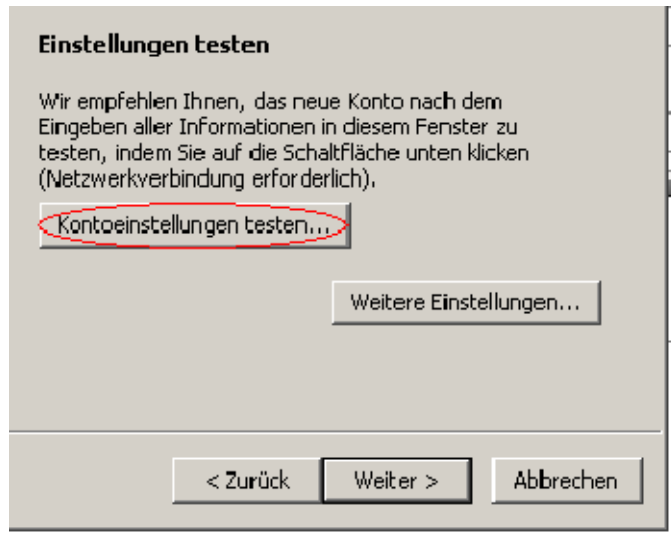 Einstellungen testen
Wir empfehlen Ihnen, das neue Konto nach dem
Eingeben aller Informationen in diesem Fenster zu
testen, indem Sie auf die Schaltfläche unten klicken
(Netzwerkverbindung erforderlich).
Kontoeinstellungen testen...
Weitere Einstellungen...
< Zurück
Weiter >
Abbrechen